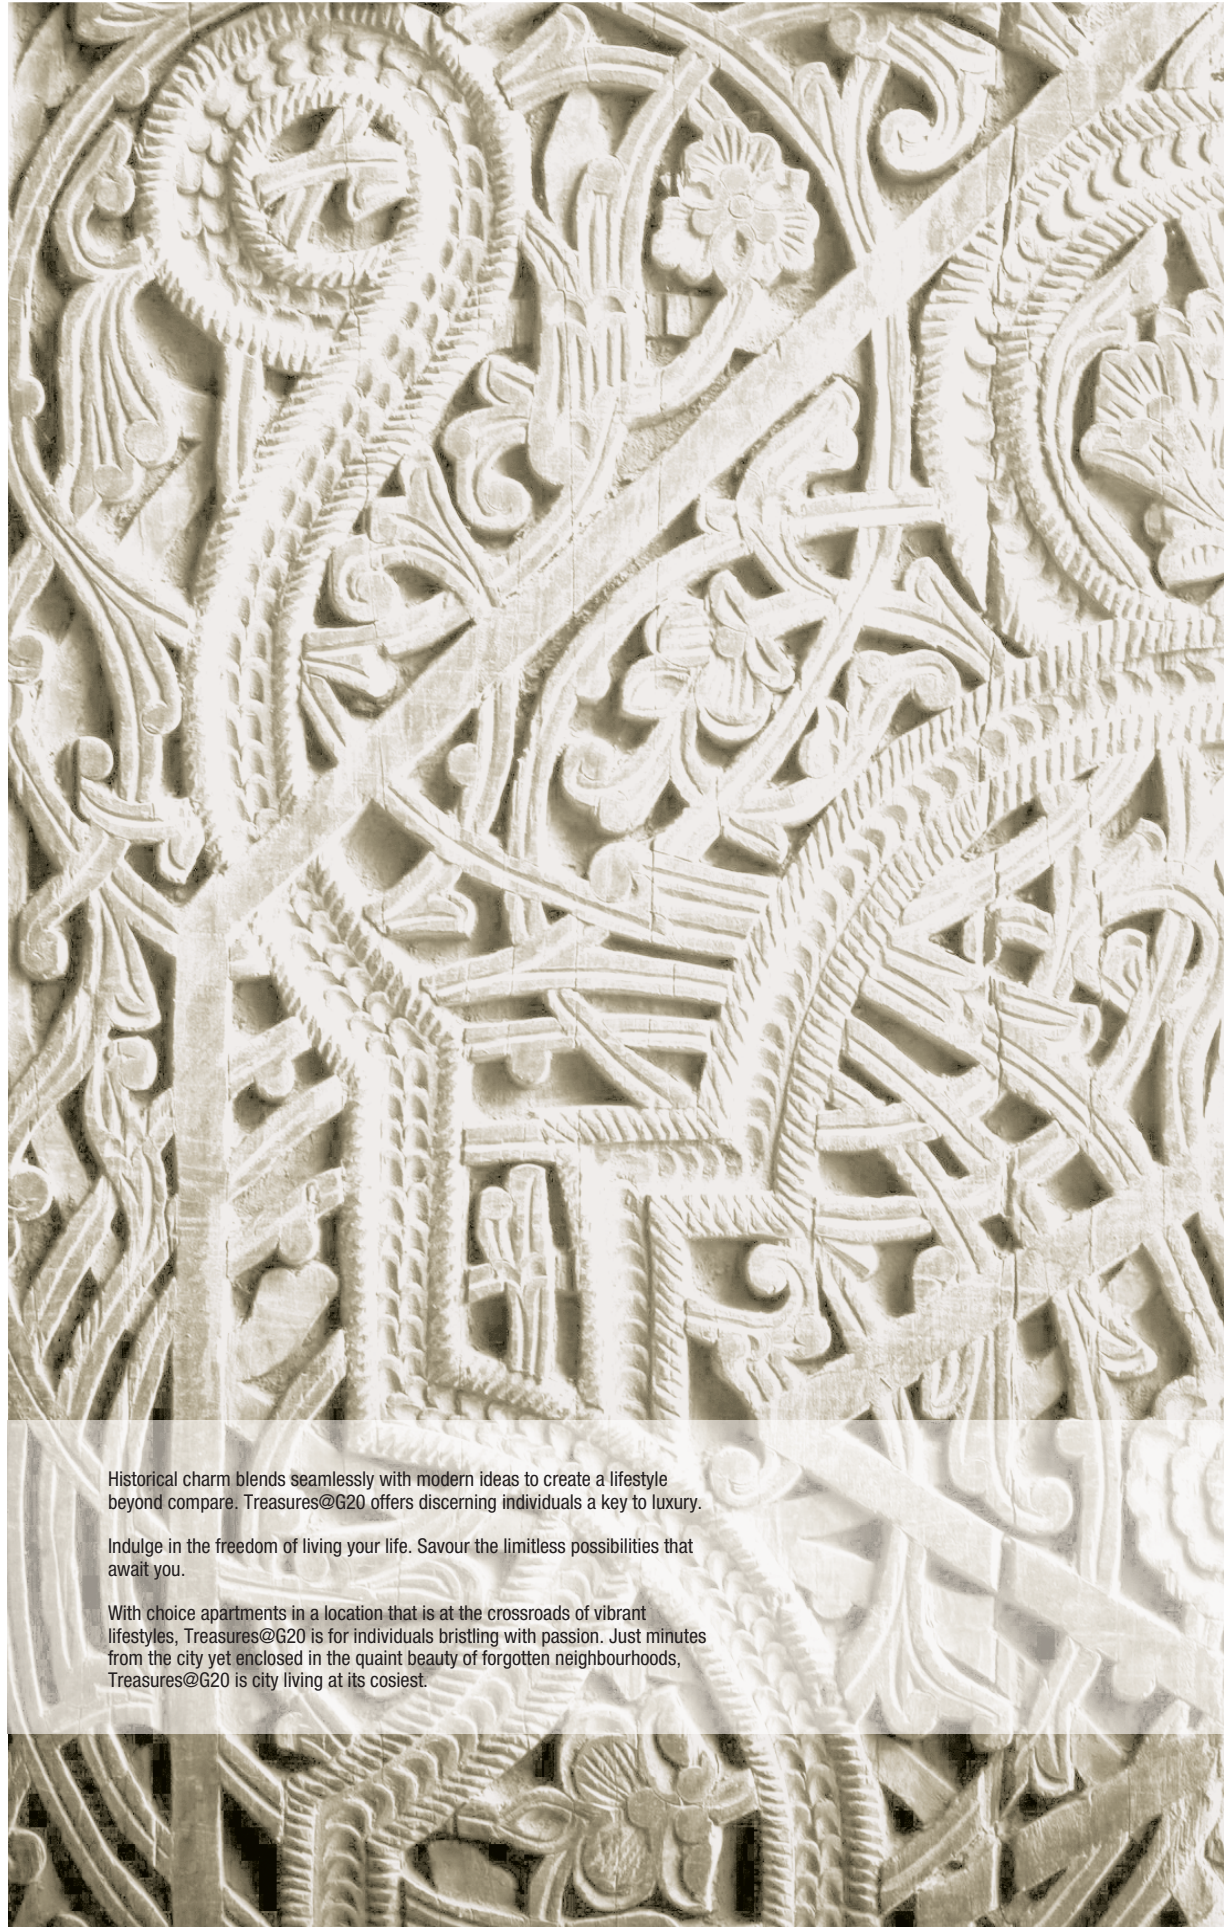 Historical charm blends seamlessly with modern ideas to create a lifestyle
beyond compare. Treasures@G20 offers discerning individuals a key to luxury.
Indulge in the freedom of living your life. Savour the limitless possibilities that
await you.
With choice apartments in a location that is at the crossroads of vibrant
lifestyles, Treasures@G20 is for individuals bristling with passion. Just minutes
from the city yet enclosed in the quaint beauty of forgotten neighbourhoods,
Treasures@G20 is city living at its cosiest.